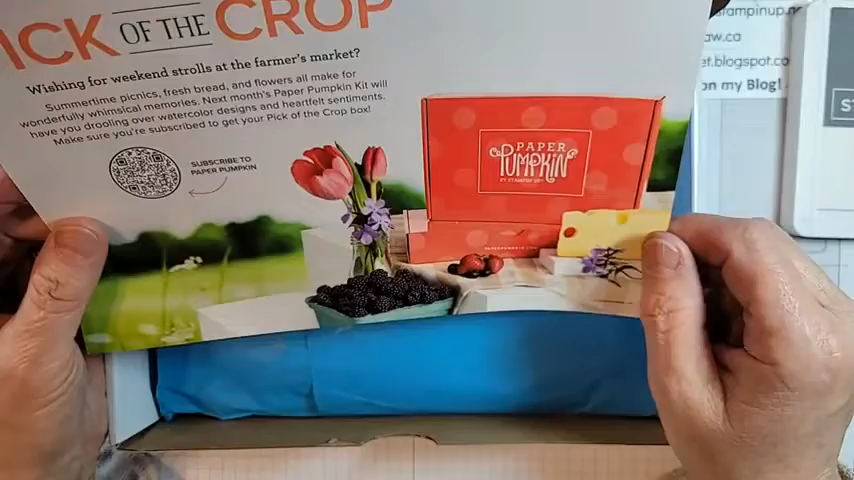 ICK OF THE CROP
Wishing for weekend strolls at the farmer's market?
Summertime picnics, fresh bread, and flowers all make for
wonderfully whimsical memories. Next month's Paper Pumpkin Kit will
have you drooling over watercolor designs and heartfelt sentiments.
Make sure you're subscribed to get your Pick of the Crop box!
SUBSCRIBE TO
PAPER PUMPKIN
PAPER
PUMPKIN
BY STAMPIN' UP!
stampinup.n
aw.ca
et.blogspot.co
on my Blog!